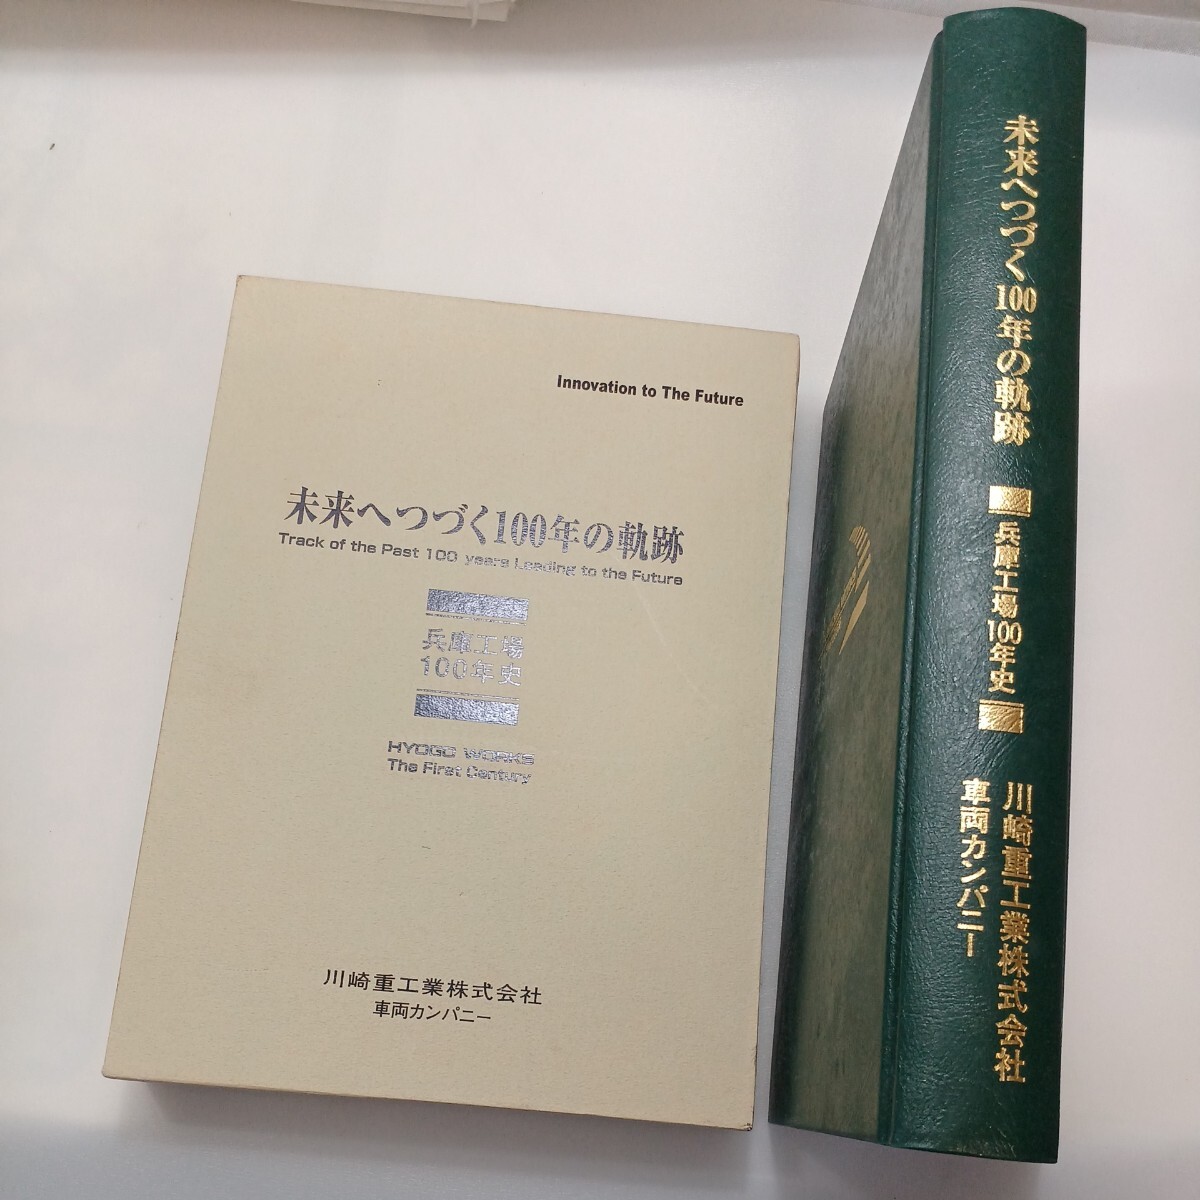 Innovation to The Future
未来へつづく100年の軌跡
Track of the Past 100 years Leading to the Future
兵庫工場
100年史
HYOGO WORKS
The First Century
川崎重工業株式会社
車両カンパニー
未来へつづく100年の軌跡
兵庫工場100年史
川崎重工業株式会社
車両カンパニー